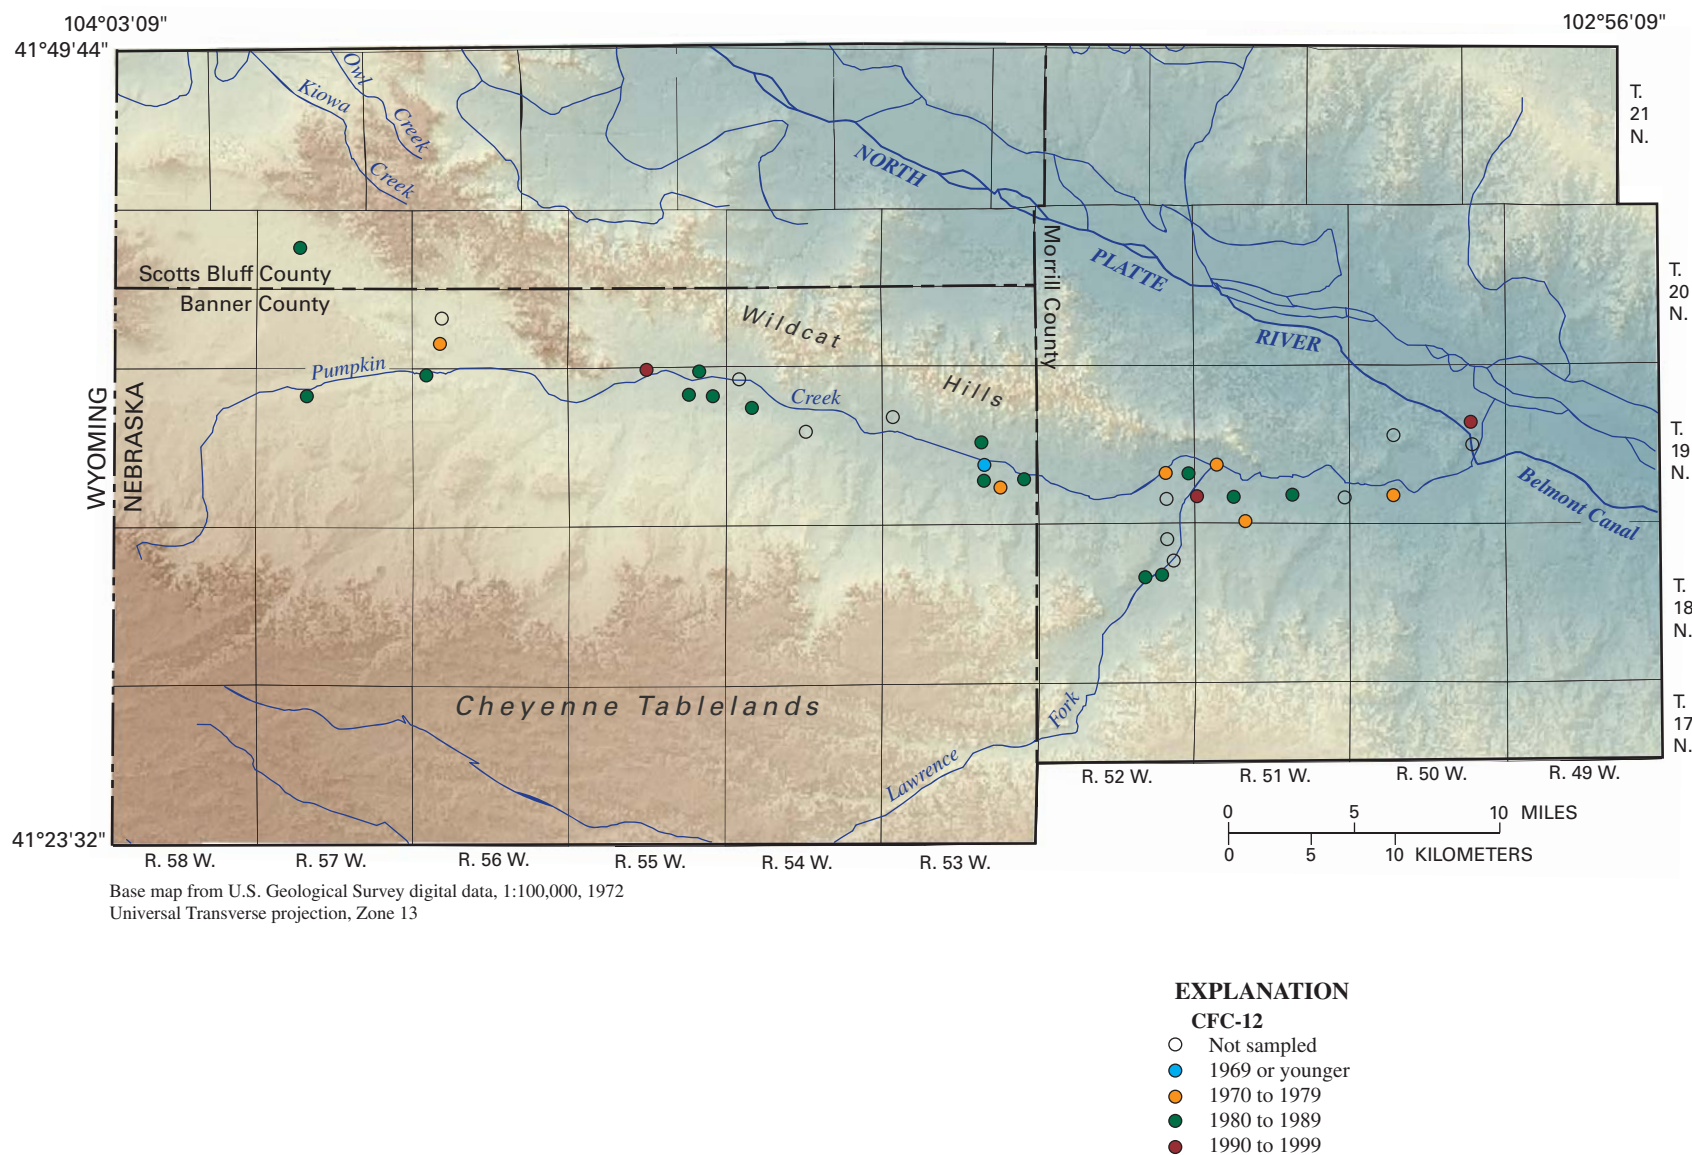 104°03'09"
102°56'09"
41°49'44"
Owl
Creek
Kiowa
Creek
T.
21
N.
NORTH
PLATTE
RIVER
Morrill County
Scotts Bluff County
Banner County
T.
20
N.
Wildcat
Hills
Pumpkin
Creek
WYOMING
NEBRASKA
T.
19
N.
Belmont Canal
T.
18
N.
Cheyenne Tablelands
Lawrence
Fork
T.
17
N.
R. 52 W.
R. 51 W.
R. 50 W.
R. 49 W.
41°23'32"
R. 58 W.
R. 57 W.
R. 56 W.
R. 55 W.
R. 54 W.
R. 53 W.
0 5 10 MILES
0 5 10 KILOMETERS
Base map from U.S. Geological Survey digital data, 1:100,000, 1972
Universal Transverse projection, Zone 13
EXPLANATION
CFC-12
Not sampled
1969 or younger
1970 to 1979
1980 to 1989
1990 to 1999